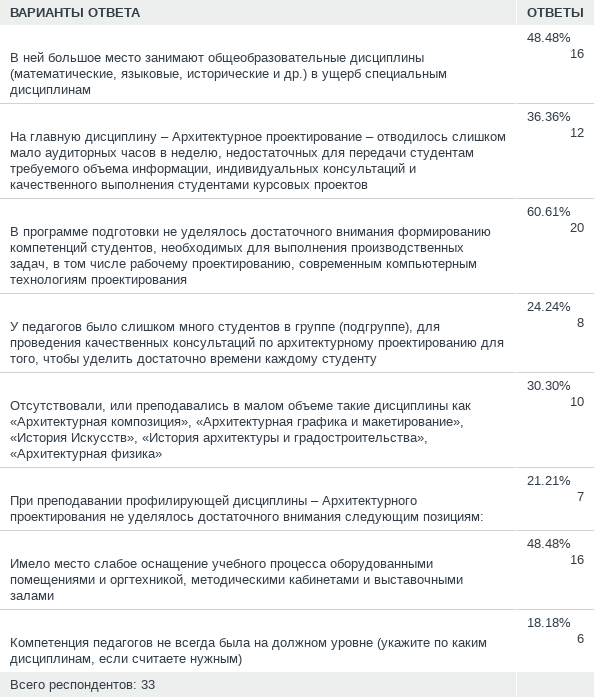 ВАРИАНТЫ ОТВЕТА ОТВЕТЫ
48.48%
16
В ней большое место занимают общеобразовательные дисциплины
(математические, языковые, исторические и др.) в ущерб специальным
дисциплинам
36.36%
12
На главную дисциплину – Архитектурное проектирование – отводилось слишком
мало аудиторных часов в неделю, недостаточных для передачи студентам
требуемого объема информации, индивидуальных консультаций и
качественного выполнения студентами курсовых проектов
60.61%
20
В программе подготовки не уделялось достаточного внимания формированию
компетенций студентов, необходимых для выполнения производственных
задач, в том числе рабочему проектированию, современным компьютерным
технологиям проектирования
24.24%
8
У педагогов было слишком много студентов в группе (подгруппе), для
проведения качественных консультаций по архитектурному проектированию для
того, чтобы уделить достаточно времени каждому студенту
30.30%
10
Отсутствовали, или преподавались в малом объеме такие дисциплины как
«Архитектурная композиция», «Архитектурная графика и макетирование»,
«История Искусств», «История архитектуры и градостроительства»,
«Архитектурная физика»
21.21%
7
При преподавании профилирующей дисциплины – Архитектурного
проектирования не уделялось достаточного внимания следующим позициям:
48.48%
16
Имело место слабое оснащение учебного процесса оборудованными
помещениями и оргтехникой, методическими кабинетами и выставочными
залами
18.18%
6
Компетенция педагогов не всегда была на должном уровне (укажите по каким
дисциплинам, если считаете нужным)
Всего респондентов: 33